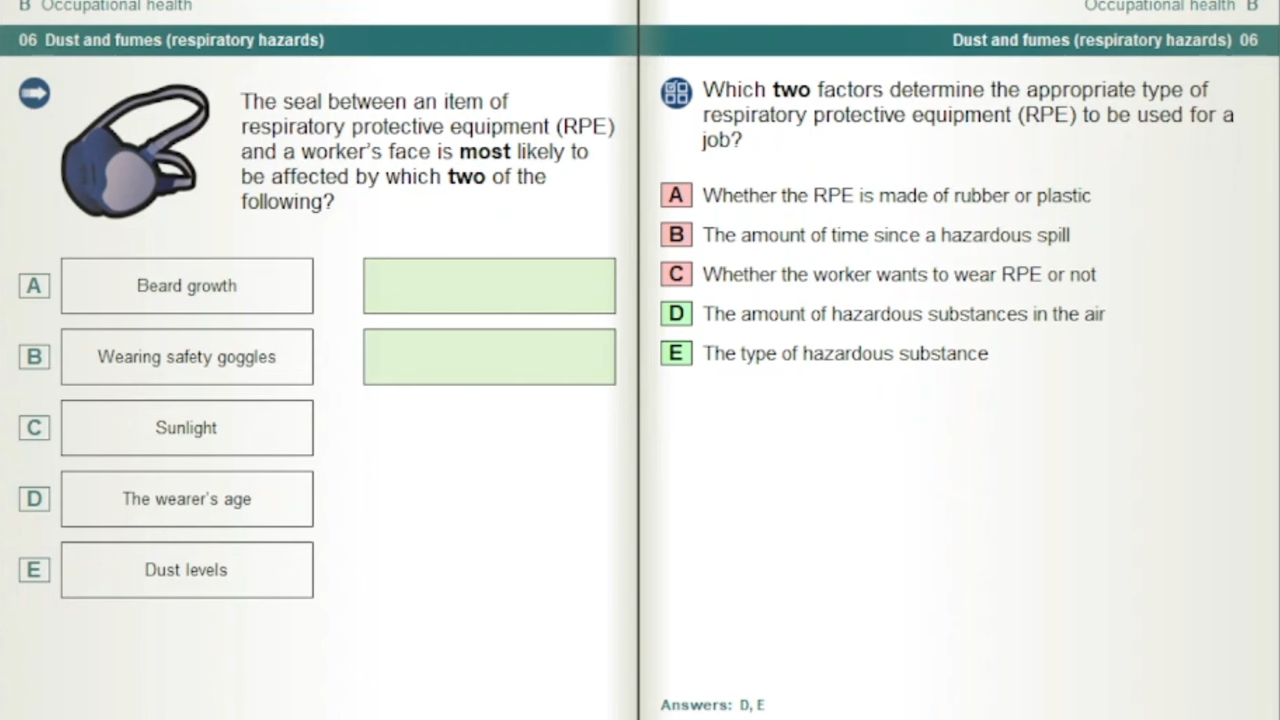 B Occupational health
06 Dust and fumes (respiratory hazards)
The seal between an item of
respiratory protective equipment (RPE)
and a worker's face is most likely to
be affected by which two of the
following?
A Beard growth
B Wearing safety goggles
C Sunlight
D The wearer's age
E Dust levels
Occupational health B
Dust and fumes (respiratory hazards) 06
Which two factors determine the appropriate type of
respiratory protective equipment (RPE) to be used for a
job?
A Whether the RPE is made of rubber or plastic
B The amount of time since a hazardous spill
C Whether the worker wants to wear RPE or not
D The amount of hazardous substances in the air
E The type of hazardous substance
Answers: D, E